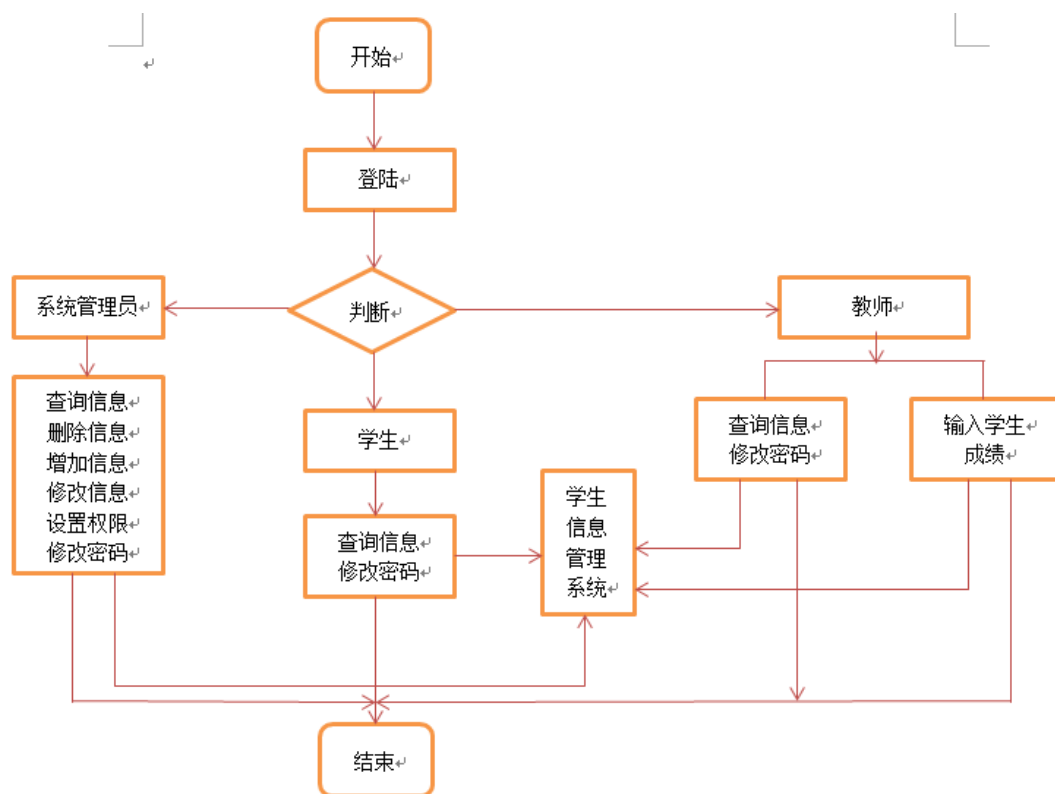 开始
登陆
系统管理员
判断
教师
查询信息
删除信息
增加信息
修改信息
设置权限
修改密码
学生
查询信息
修改密码
学生
信息
管理
系统
查询信息
修改密码
输入学生
成绩
结束